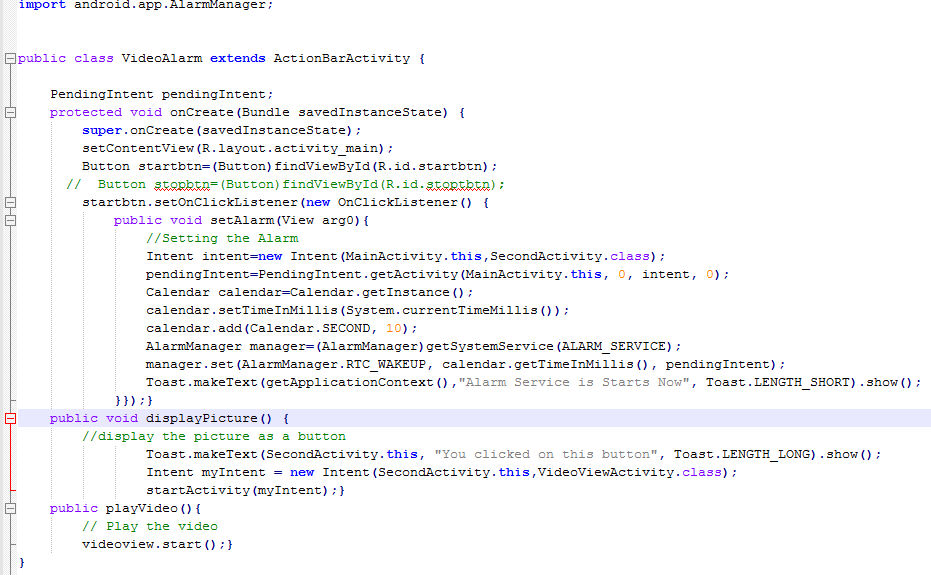 import android.app.AlarmManager;
public class VideoAlarm extends ActionBarActivity {
PendingIntent pendingIntent;
protected void onCreate(Bundle savedInstanceState) {
super.onCreate(savedInstanceState);
setContentView(R.layout.activity_main);
Button startbtn=(Button)findViewById(R.id.startbtn);
//  Button stopbtn=(Button)findViewById(R.id.stoptbtn);
startbtn.setOnClickListener(new OnClickListener() {
public void setAlarm(View arg0){
//Setting the Alarm
Intent intent=new Intent(MainActivity.this,SecondActivity.class);
pendingIntent=PendingIntent.getActivity(MainActivity.this, 0, intent, 0);
Calendar calendar=Calendar.getInstance();
calendar.setTimeInMillis(System.currentTimeMillis());
calendar.add(Calendar.SECOND, 10);
AlarmManager manager=(AlarmManager)getSystemService(ALARM_SERVICE);
manager.set(AlarmManager.RTC_WAKEUP, calendar.getTimeInMillis(), pendingIntent);
Toast.makeText(getApplicationContext(),"Alarm Service is Starts Now", Toast.LENGTH_SHORT).show();
}});}
public void displayPicture() {
//display the picture as a button
Toast.makeText(SecondActivity.this, "You clicked on this button", Toast.LENGTH_LONG).show();
Intent myIntent = new Intent(SecondActivity.this,VideoViewActivity.class);
startActivity(myIntent);}
public playVideo(){
// Play the video
videoview.start();}
}